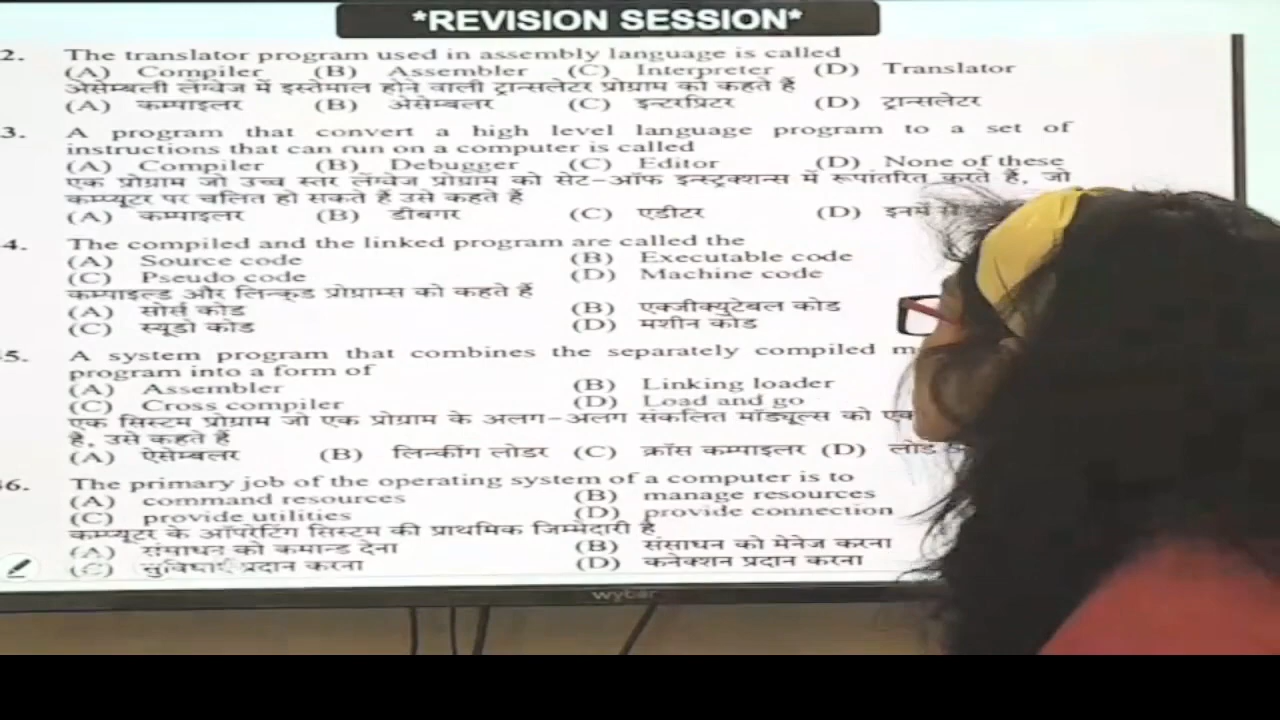 *REVISION SESSION*
2. The translator program used in assembly language is called
(A) Compiler (B) Assembler (C) Interpreter (D) Translator
अेसेम्बली लेंग्वेज में इस्तेमाल होने वाली ट्रान्सलेटर प्रोग्राम को कहते हैं
(A) कम्पाइलर (B) अेसेम्बलर (C) इन्टरप्रिटर (D) ट्रान्सलेटर
3. A program that convert a high level language program to a set of
instructions that can run on a computer is called
(A) Compiler (B) Debugger (C) Editor (D) None of these
एक प्रोग्राम जो उच्च स्तर लेंग्वेज प्रोग्राम को सेट-ऑफ इन्स्ट्रक्शन्स में रूपांतरित करते हैं, जो
कम्प्यूटर पर चलित हो सकते हैं उसे कहते हैं
(A) कम्पाइलर (B) डीबगर (C) एडीटर (D) इनमें
4. The compiled and the linked program are called the
(A) Source code (B) Executable code
(C) Pseudo code (D) Machine code
कम्पाइल्ड और लिन्क्ड प्रोग्राम्स को कहते हैं
(A) सोर्स कोड (B) एक्जीक्युटेबल कोड
(C) स्यूडो कोड (D) मशीन कोड
5. A system program that combines the separately compiled
program into a form of
(A) Assembler (B) Linking loader
(C) Cross compiler (D) Load and go
एक सिस्टम प्रोग्राम जो एक प्रोग्राम के अलग-अलग संकलित मॉड्यूल्स को
है, उसे कहते हैं
(A) ऐसेम्बलर (B) लिन्कींग लोडर (C) क्रॉस कम्पाइलर (D) लोड
6. The primary job of the operating system of a computer is to
(A) command resources (B) manage resources
(C) provide utilities (D) provide connection
कम्प्यूटर के ऑपरेटिंग सिस्टम की प्राथमिक जिम्मेदारी है
(A) संसाधन को कमान्ड देना (B) संसाधन को मेनेज करना
(C) सुविधाएँ प्रदान करना (D) कनेक्शन प्रदान करना
wybor